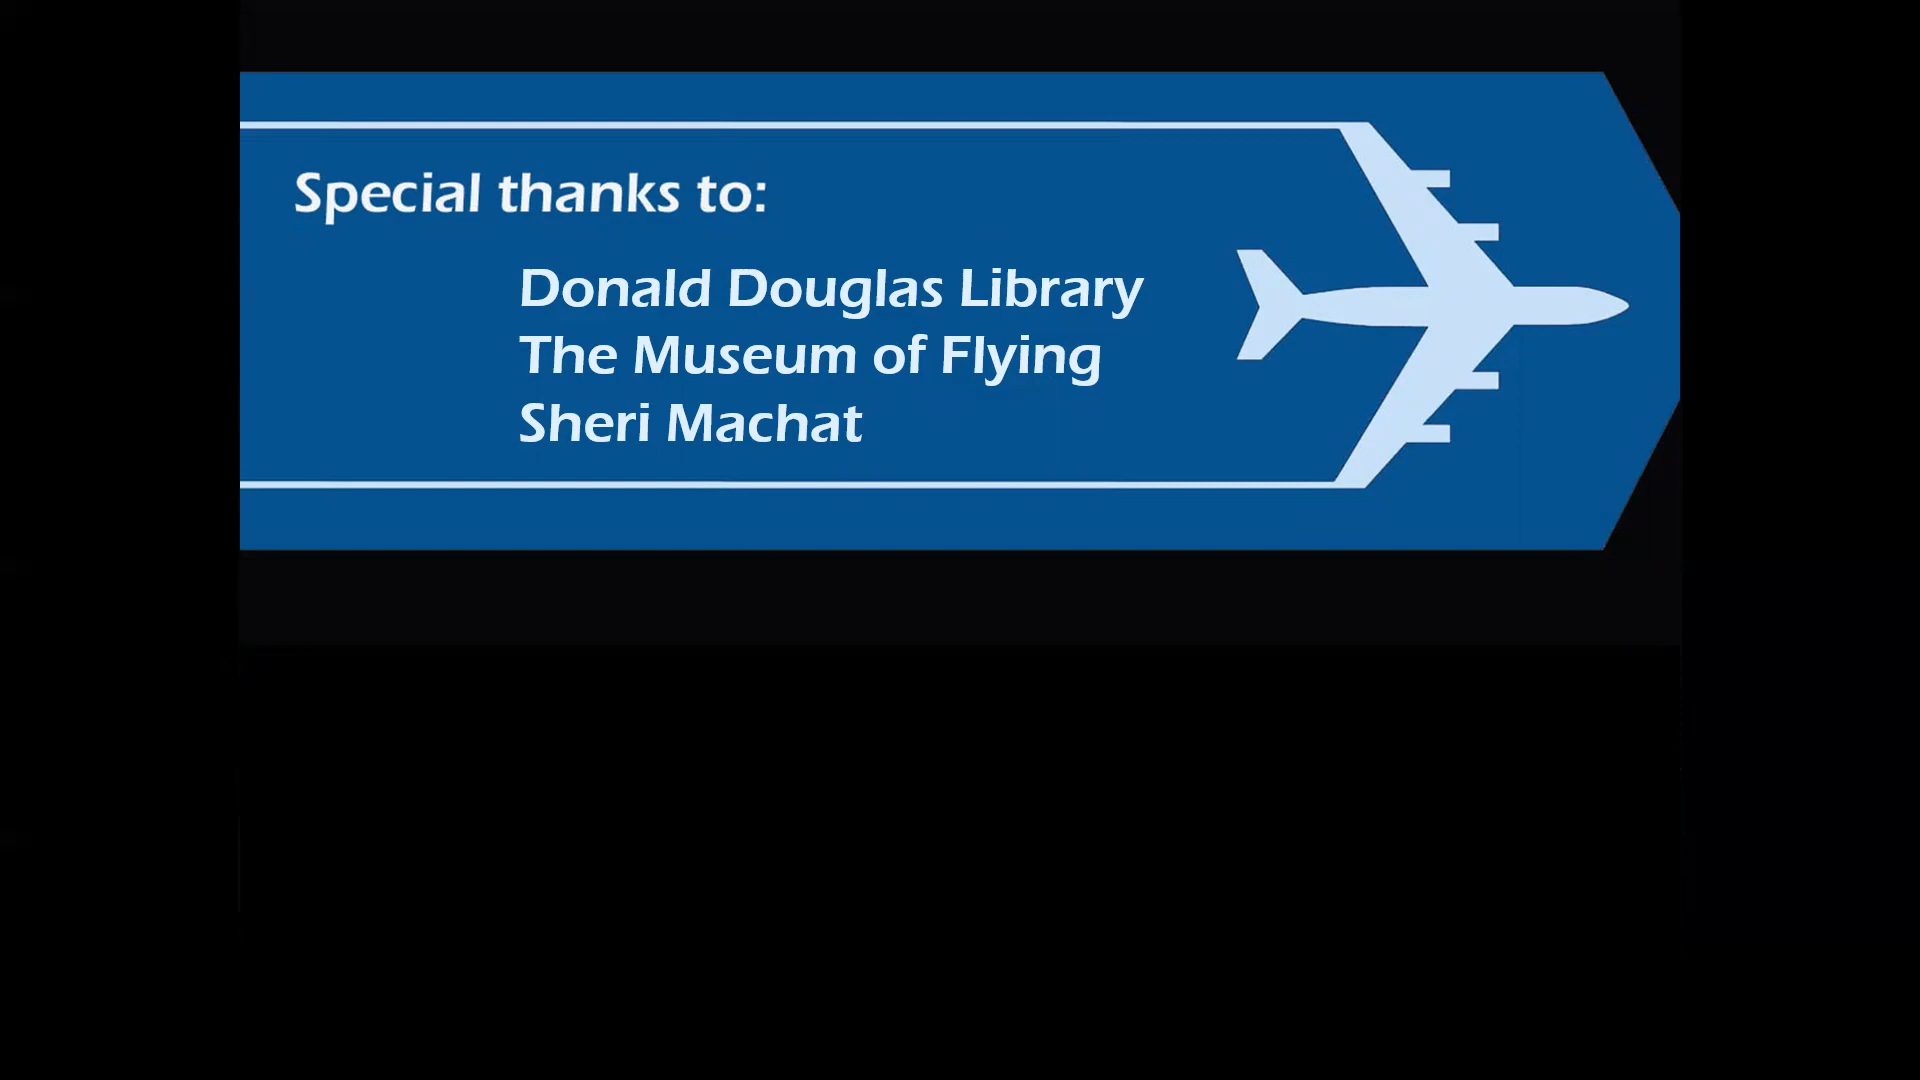 Special thanks to:
Donald Douglas Library
The Museum of Flying
Sheri Machat